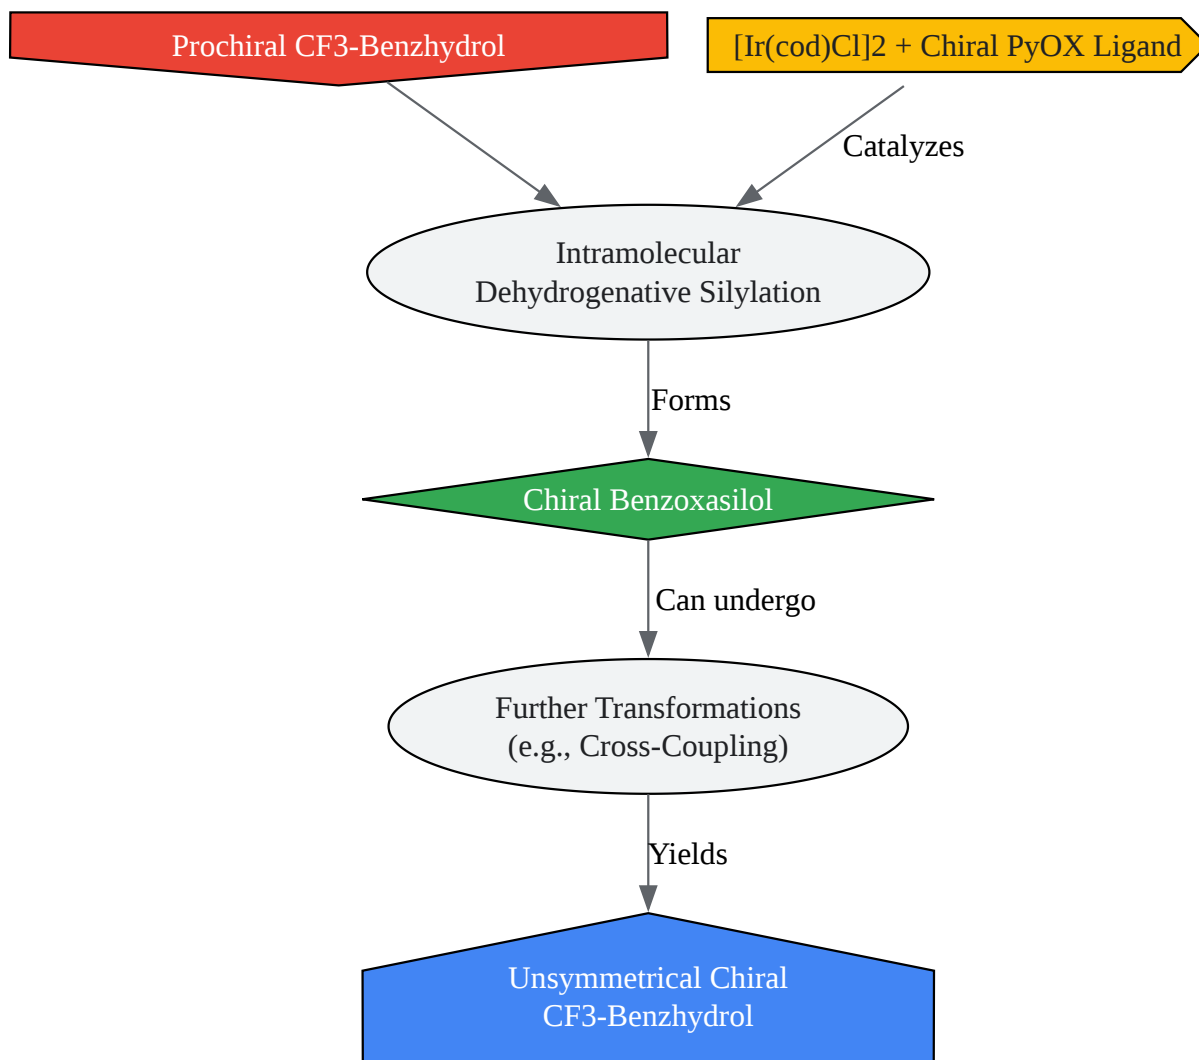 Prochiral CF3-Benzhydrol
[Ir(cod)Cl]2 + Chiral PyOX Ligand
Catalyzes
Intramolecular
Dehydrogenative Silylation
Forms
Chiral Benzoxasilol
Can undergo
Further Transformations
(e.g., Cross-Coupling)
Yields
Unsymmetrical Chiral
CF3-Benzhydrol